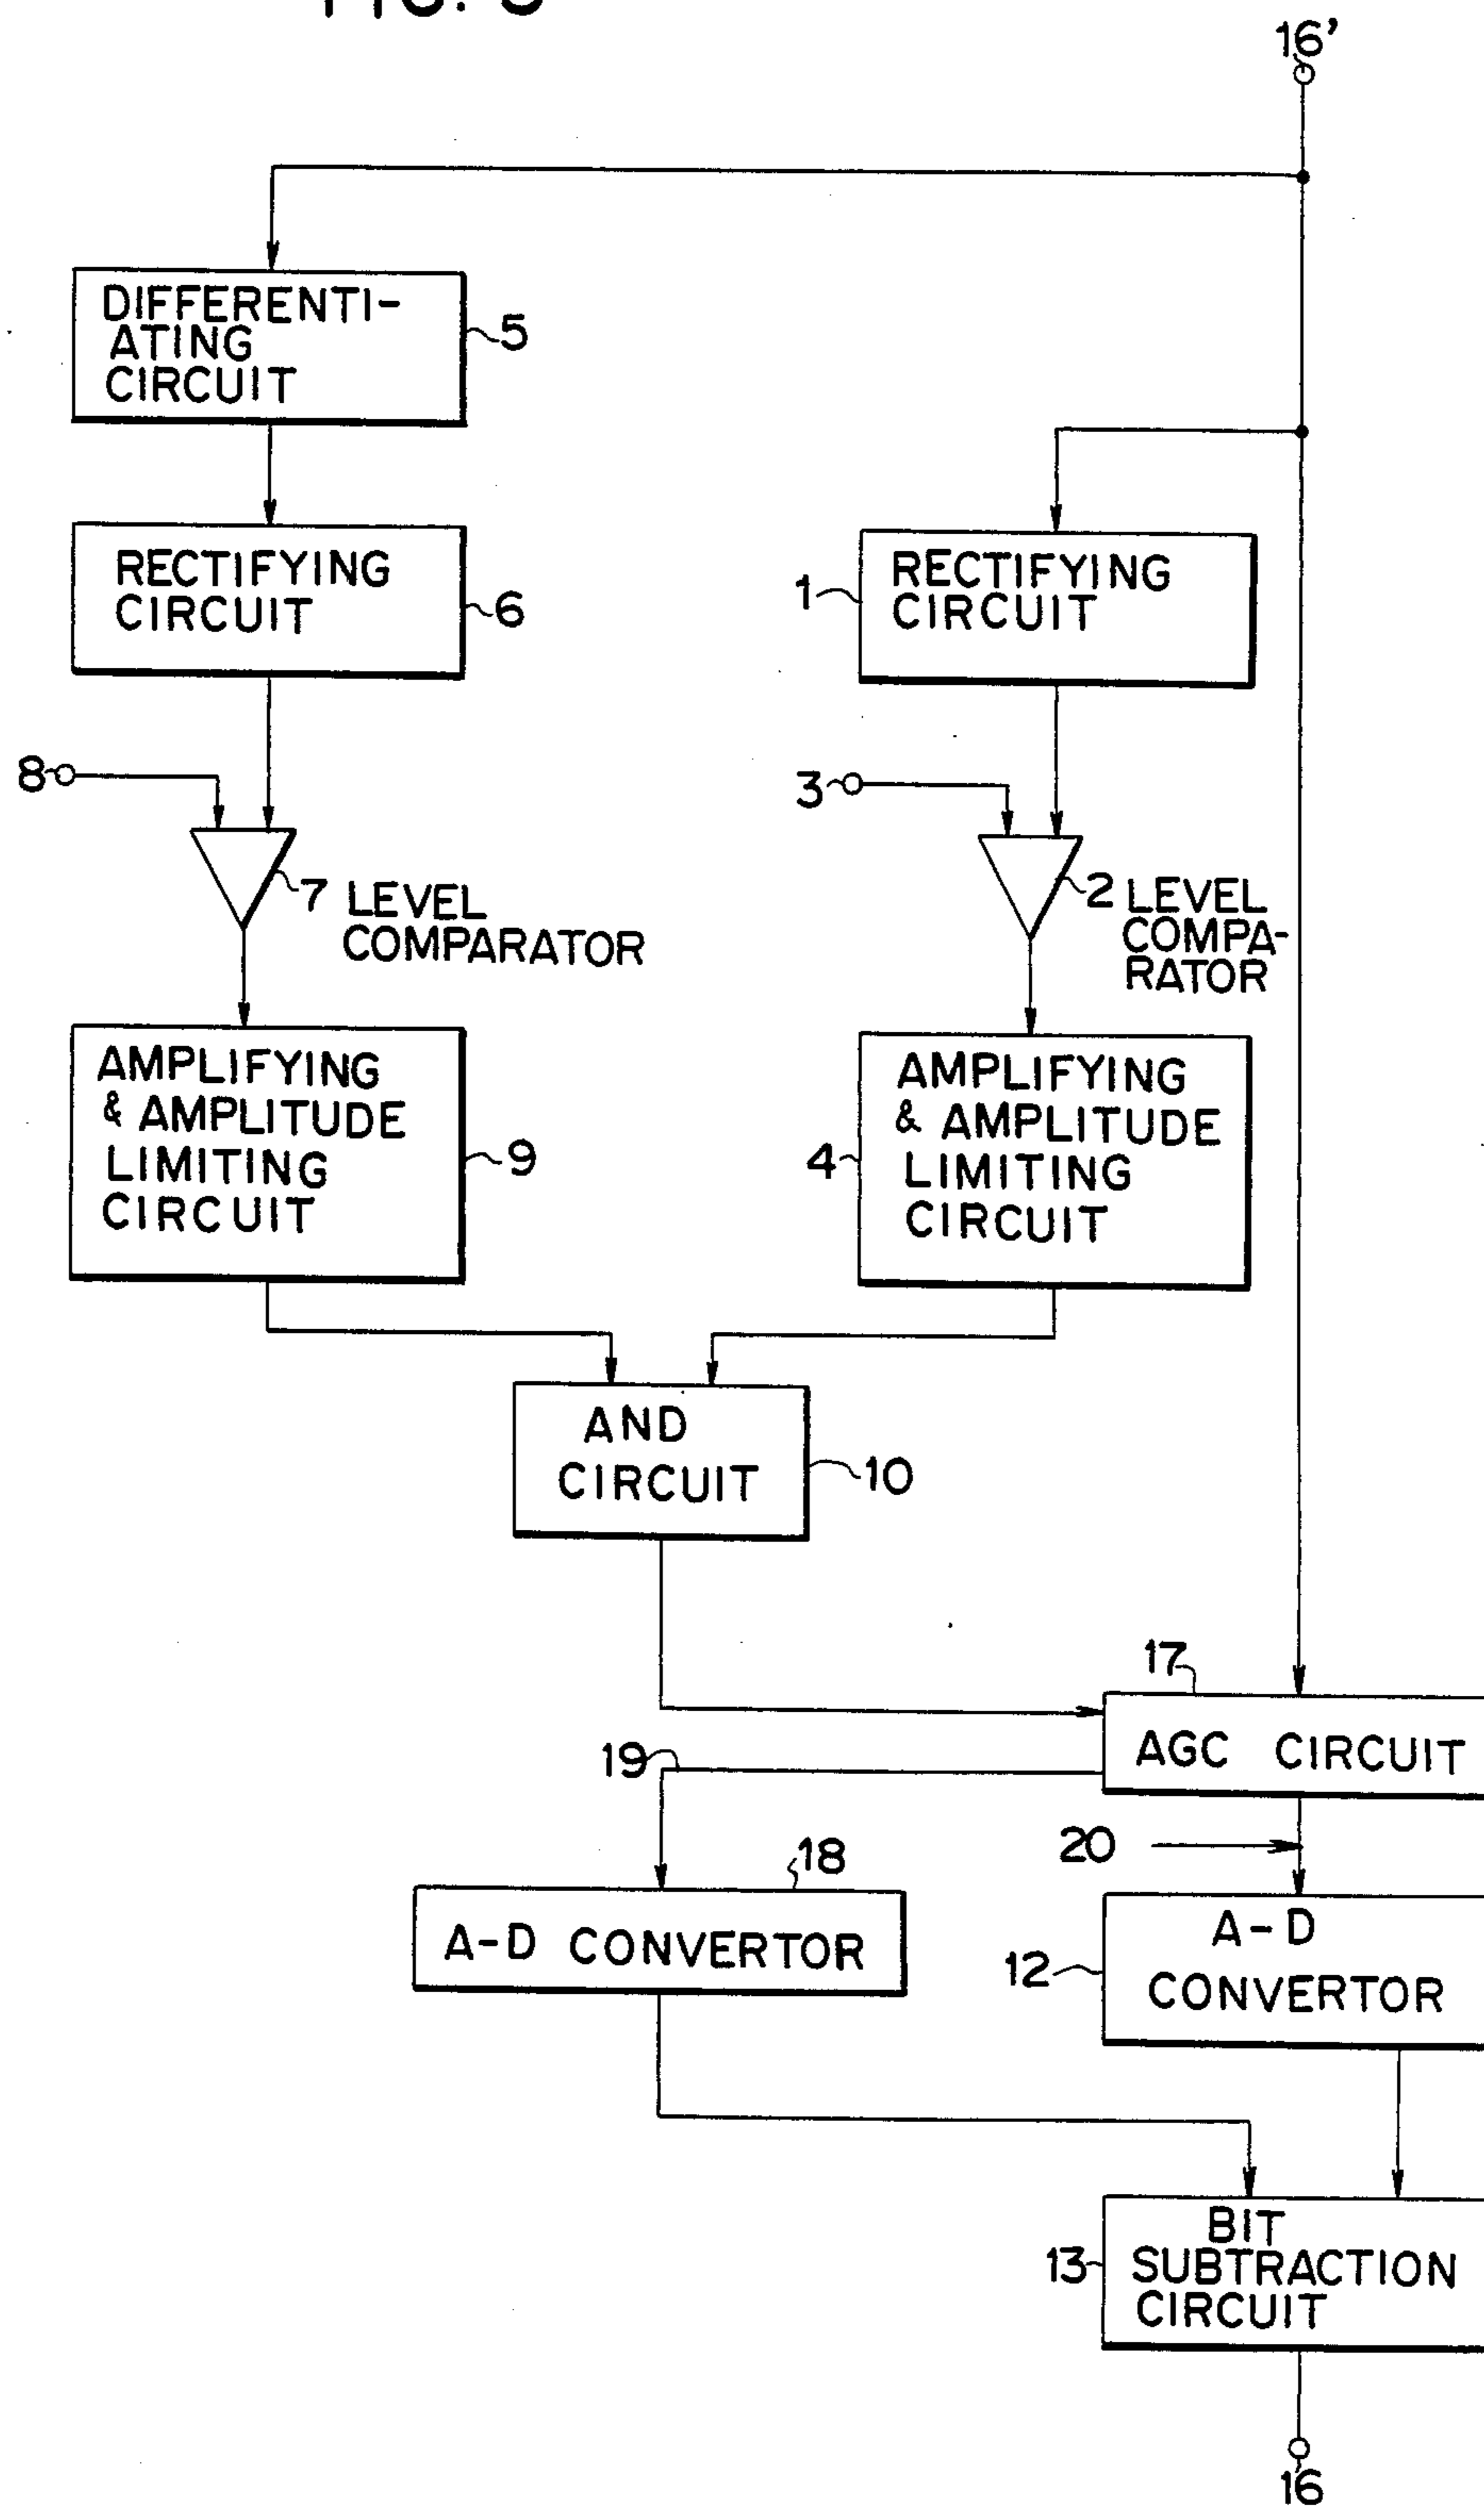 16'
DIFFERENTI-
ATING
CIRCUIT
5
RECTIFYING
CIRCUIT
6
1
RECTIFYING
CIRCUIT
8
3
7 LEVEL
COMPARATOR
2 LEVEL
COMPA-
RATOR
AMPLIFYING
& AMPLITUDE
LIMITING
CIRCUIT
9
4
AMPLIFYING
& AMPLITUDE
LIMITING
CIRCUIT
AND
CIRCUIT
10
17
AGC CIRCUIT
19
20
18
A-D CONVERTOR
12
A-D
CONVERTOR
13
BIT
SUBTRACTION
CIRCUIT
16